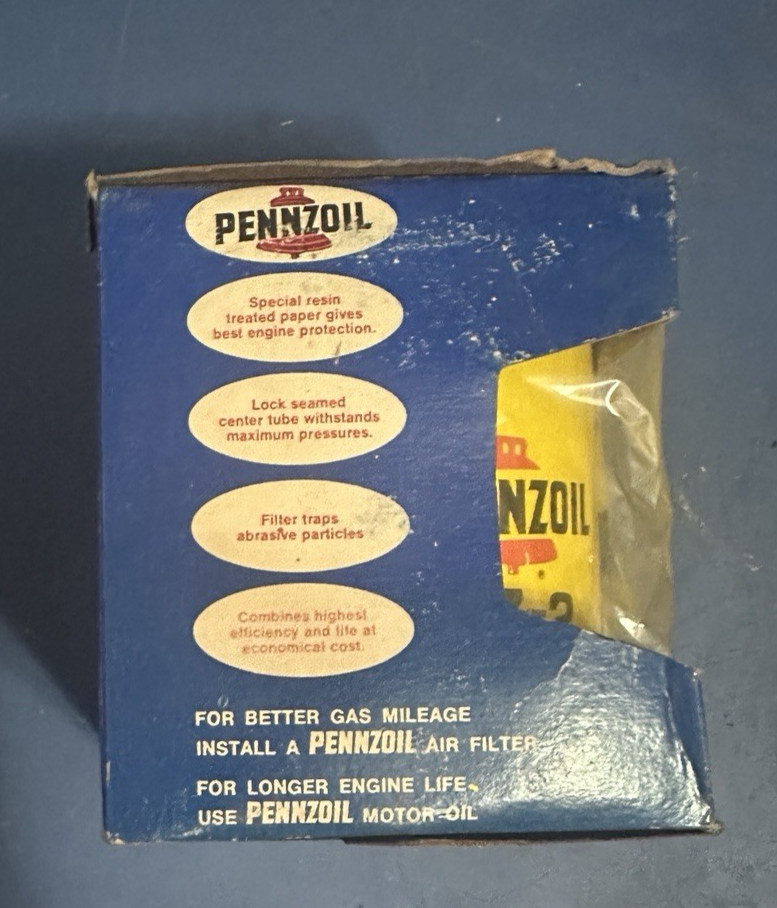 PENNZOIL
Special resin
treated paper gives
best engine protection.
Lock seamed
center tube withstands
maximum pressures.
Filter traps
abrasive particles
Combines highest
efficiency and life at
economical cost.
NZOIL
-3
FOR BETTER GAS MILEAGE
INSTALL A PENNZOIL AIR FILTER
FOR LONGER ENGINE LIFE,
USE PENNZOIL MOTOR OIL